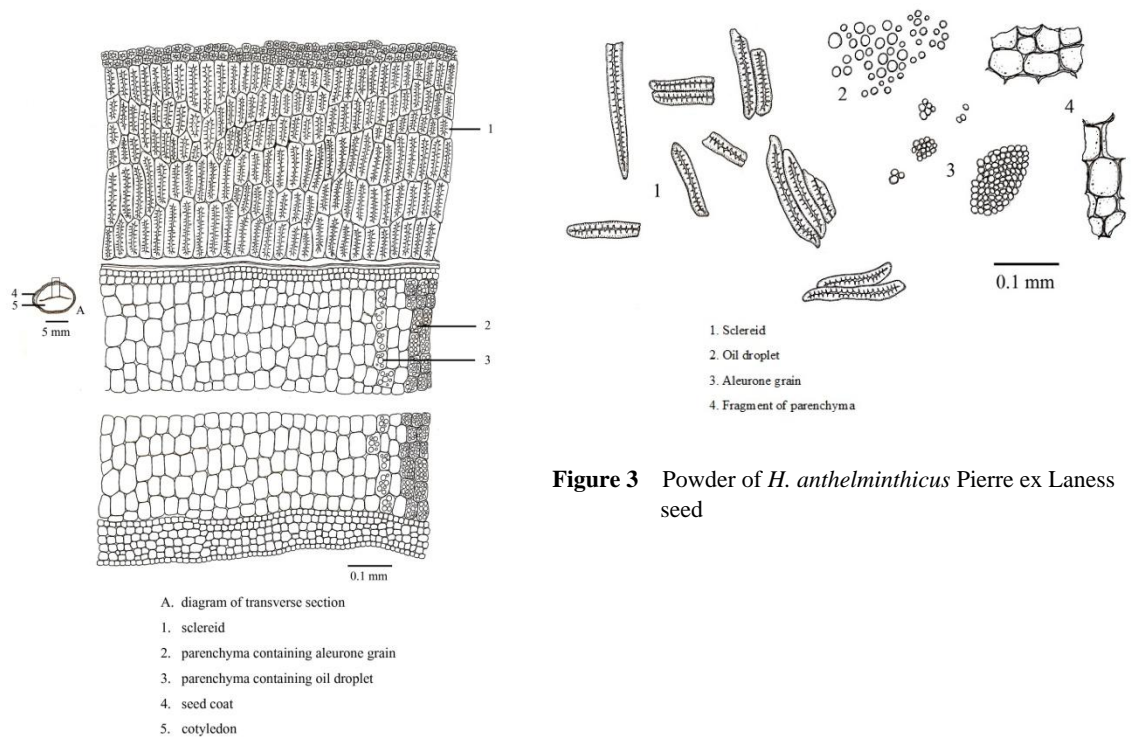 1
4
5
A
5 mm
2
3
0.1 mm
A. diagram of transverse section
1. sclereid
2. parenchyma containing aleurone grain
3. parenchyma containing oil droplet
4. seed coat
5. cotyledon
2
4
1
3
0.1 mm
1. Sclereid
2. Oil droplet
3. Aleurone grain
4. Fragment of parenchyma
Figure 3 Powder of H. anthelminthicus Pierre ex Laness
seed